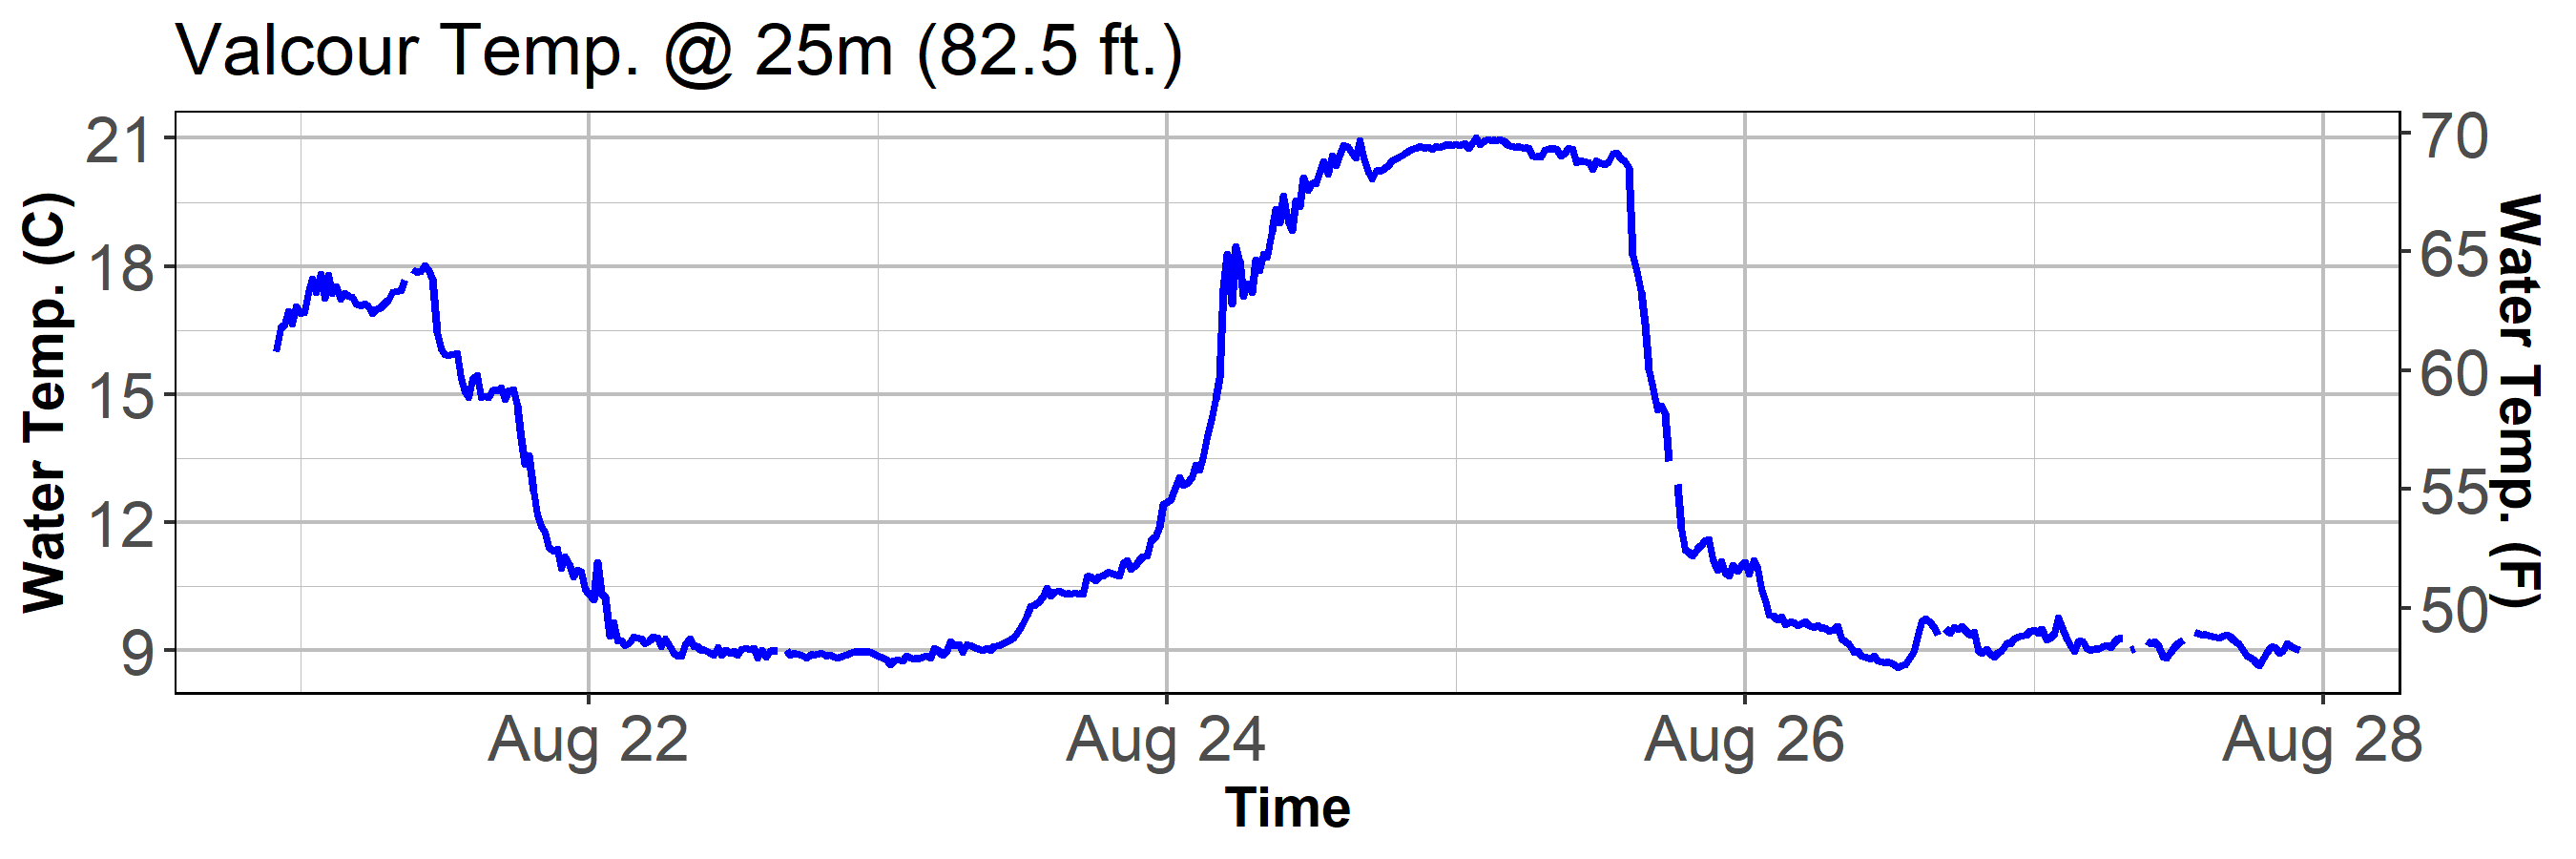 Valcour Temp. @ 25m (82.5 ft.)
Water Temp. (C)
21
18
15
12
9
70
65
60
55
50
Water Temp. (F)
Aug 22
Aug 24
Aug 26
Aug 28
Time